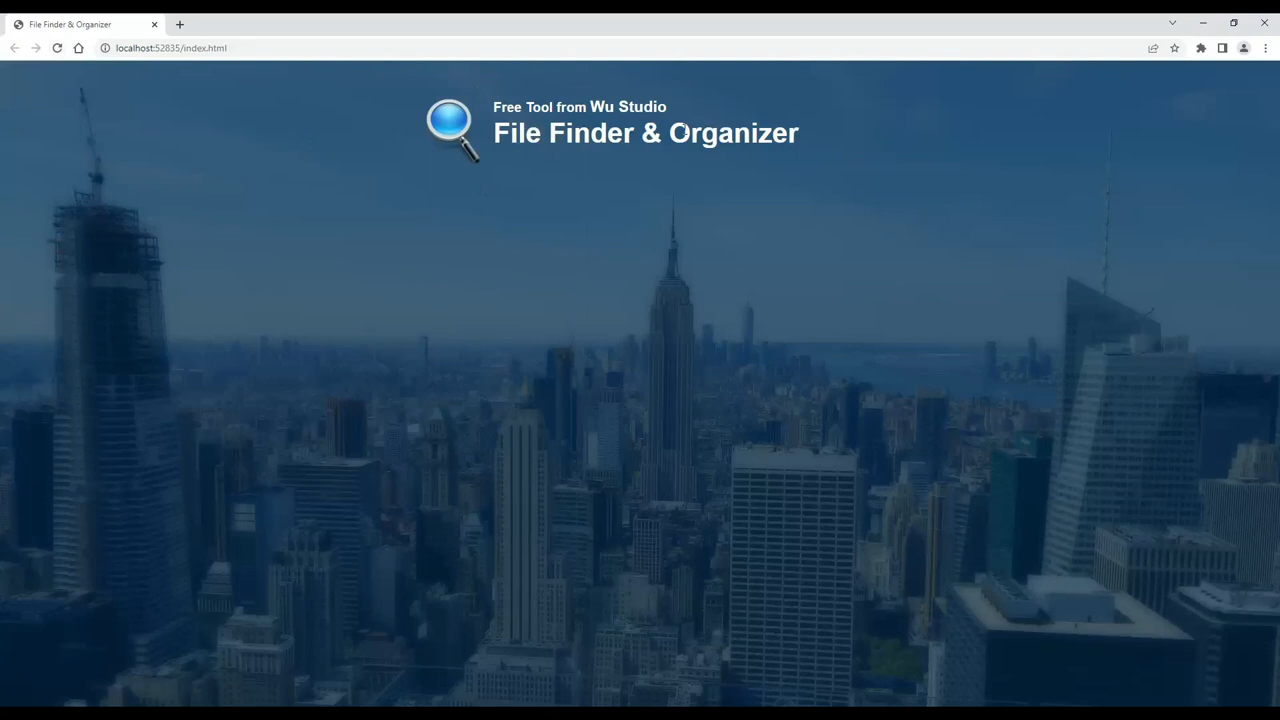 File Finder & Organizer
localhost:52835/index.html
Free Tool from Wu Studio
File Finder & Organizer